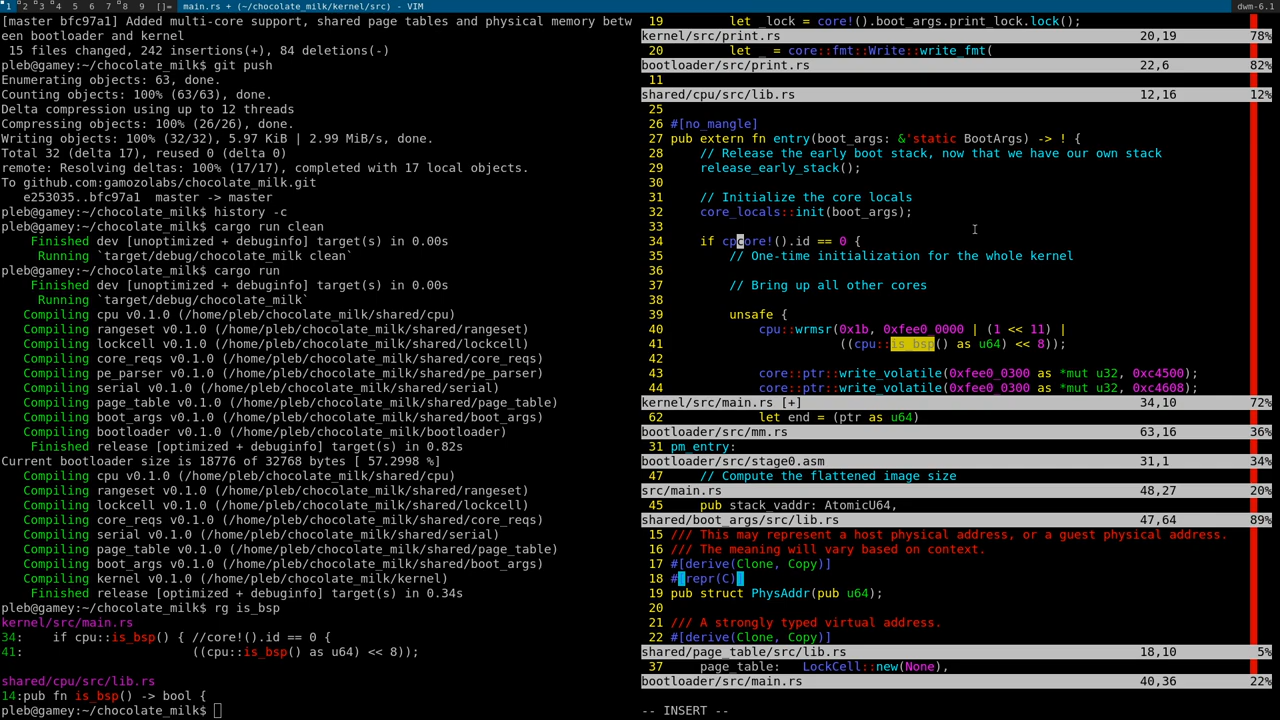 1 2 3 4 5 6 7 8 9 []= main.rs + (~/chocolate_milk/kernel/src) - VIM dwm-6.1
[master bfc97a1] Added multi-core support, shared page tables and physical memory betw
een bootloader and kernel
 15 files changed, 242 insertions(+), 84 deletions(-)
pleb@gamey:~/chocolate_milk$ git push
Enumerating objects: 63, done.
Counting objects: 100% (63/63), done.
Delta compression using up to 12 threads
Compressing objects: 100% (26/26), done.
Writing objects: 100% (32/32), 5.97 KiB | 2.99 MiB/s, done.
Total 32 (delta 17), reused 0 (delta 0)
remote: Resolving deltas: 100% (17/17), completed with 17 local objects.
To github.com:gamozolabs/chocolate_milk.git
   e253035..bfc97a1  master -> master
pleb@gamey:~/chocolate_milk$ history -c
pleb@gamey:~/chocolate_milk$ cargo run clean
    Finished dev [unoptimized + debuginfo] target(s) in 0.00s
     Running `target/debug/chocolate_milk clean`
pleb@gamey:~/chocolate_milk$ cargo run
    Finished dev [unoptimized + debuginfo] target(s) in 0.00s
     Running `target/debug/chocolate_milk`
   Compiling cpu v0.1.0 (/home/pleb/chocolate_milk/shared/cpu)
   Compiling rangeset v0.1.0 (/home/pleb/chocolate_milk/shared/rangeset)
   Compiling lockcell v0.1.0 (/home/pleb/chocolate_milk/shared/lockcell)
   Compiling core_reqs v0.1.0 (/home/pleb/chocolate_milk/shared/core_reqs)
   Compiling pe_parser v0.1.0 (/home/pleb/chocolate_milk/shared/pe_parser)
   Compiling serial v0.1.0 (/home/pleb/chocolate_milk/shared/serial)
   Compiling page_table v0.1.0 (/home/pleb/chocolate_milk/shared/page_table)
   Compiling boot_args v0.1.0 (/home/pleb/chocolate_milk/shared/boot_args)
   Compiling bootloader v0.1.0 (/home/pleb/chocolate_milk/bootloader)
    Finished release [optimized + debuginfo] target(s) in 0.82s
Current bootloader size is 18776 of 32768 bytes [ 57.2998 %]
   Compiling cpu v0.1.0 (/home/pleb/chocolate_milk/shared/cpu)
   Compiling rangeset v0.1.0 (/home/pleb/chocolate_milk/shared/rangeset)
   Compiling lockcell v0.1.0 (/home/pleb/chocolate_milk/shared/lockcell)
   Compiling core_reqs v0.1.0 (/home/pleb/chocolate_milk/shared/core_reqs)
   Compiling serial v0.1.0 (/home/pleb/chocolate_milk/shared/serial)
   Compiling page_table v0.1.0 (/home/pleb/chocolate_milk/shared/page_table)
   Compiling boot_args v0.1.0 (/home/pleb/chocolate_milk/shared/boot_args)
   Compiling kernel v0.1.0 (/home/pleb/chocolate_milk/kernel)
    Finished release [optimized + debuginfo] target(s) in 0.34s
pleb@gamey:~/chocolate_milk$ rg is_bsp
kernel/src/main.rs
34:    if cpu::is_bsp() { //core!().id == 0 {
41:                       ((cpu::is_bsp() as u64) << 8));

shared/cpu/src/lib.rs
14:pub fn is_bsp() -> bool {
pleb@gamey:~/chocolate_milk$
19         let _lock = core!().boot_args.print_lock.lock();
kernel/src/print.rs 20,19 78%
20         let _ = core::fmt::Write::write_fmt(
bootloader/src/print.rs 22,6 82%
11
shared/cpu/src/lib.rs 12,16 12%
25
26 #[no_mangle]
27 pub extern fn entry(boot_args: &'static BootArgs) -> ! {
28     // Release the early boot stack, now that we have our own stack
29     release_early_stack();
30
31     // Initialize the core locals
32     core_locals::init(boot_args);
33
34     if cpcore!().id == 0 {
35         // One-time initialization for the whole kernel
36
37         // Bring up all other cores
38
39         unsafe {
40             cpu::wrmsr(0x1b, 0xfee0_0000 | (1 << 11) |
41                        ((cpu::is_bsp() as u64) << 8));
42
43             core::ptr::write_volatile(0xfee0_0300 as *mut u32, 0xc4500);
44             core::ptr::write_volatile(0xfee0_0300 as *mut u32, 0xc4608);
kernel/src/main.rs [+] 34,10 72%
62             let end = (ptr as u64)
bootloader/src/mm.rs 63,16 36%
31 pm_entry:
bootloader/src/stage0.asm 31,1 34%
47     // Compute the flattened image size
src/main.rs 48,27 20%
45     pub stack_vaddr: AtomicU64,
shared/boot_args/src/lib.rs 47,64 89%
15 /// This may represent a host physical address, or a guest physical address.
16 /// The meaning will vary based on context.
17 #[derive(Clone, Copy)]
18 #[repr(C)]
19 pub struct PhysAddr(pub u64);
20
21 /// A strongly typed virtual address.
22 #[derive(Clone, Copy)]
shared/page_table/src/lib.rs 18,10 5%
37     page_table:   LockCell::new(None),
bootloader/src/main.rs 40,36 22%
-- INSERT --